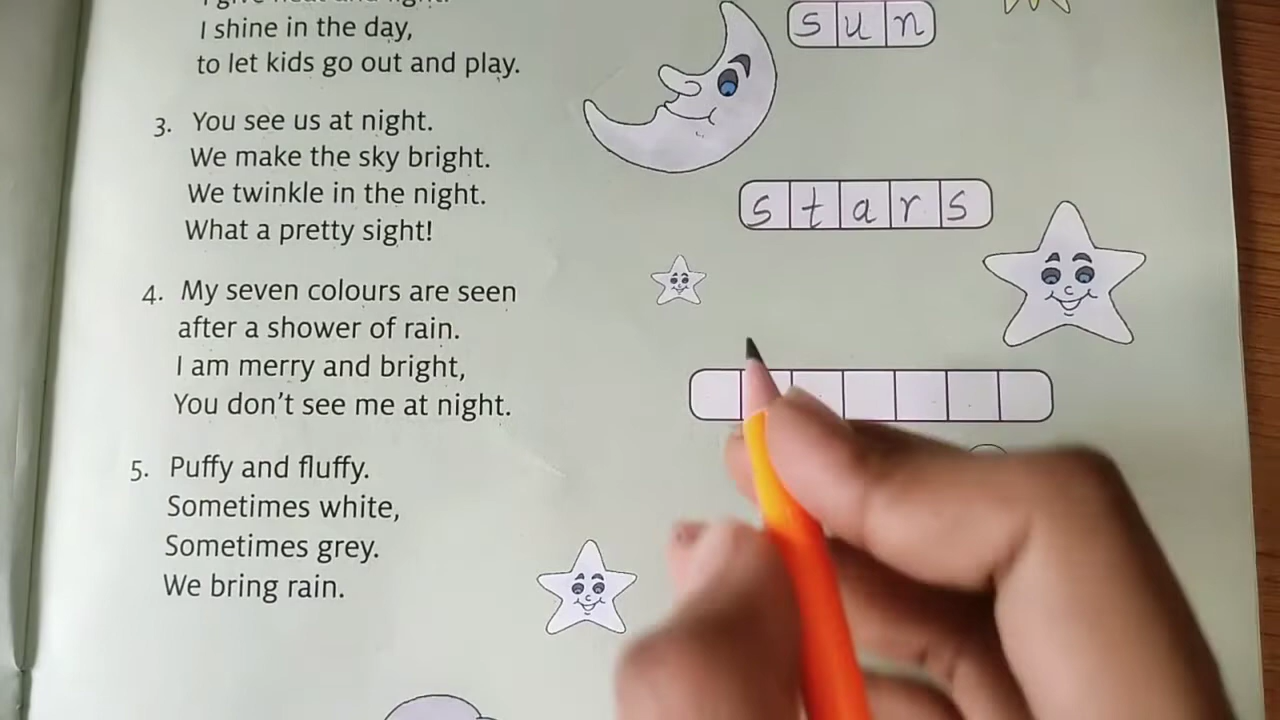 I shine in the day,
to let kids go out and play.
sun
3. You see us at night.
We make the sky bright.
We twinkle in the night.
What a pretty sight!
stars
4. My seven colours are seen
after a shower of rain.
I am merry and bright,
You don't see me at night.
5. Puffy and fluffy.
Sometimes white,
Sometimes grey.
We bring rain.